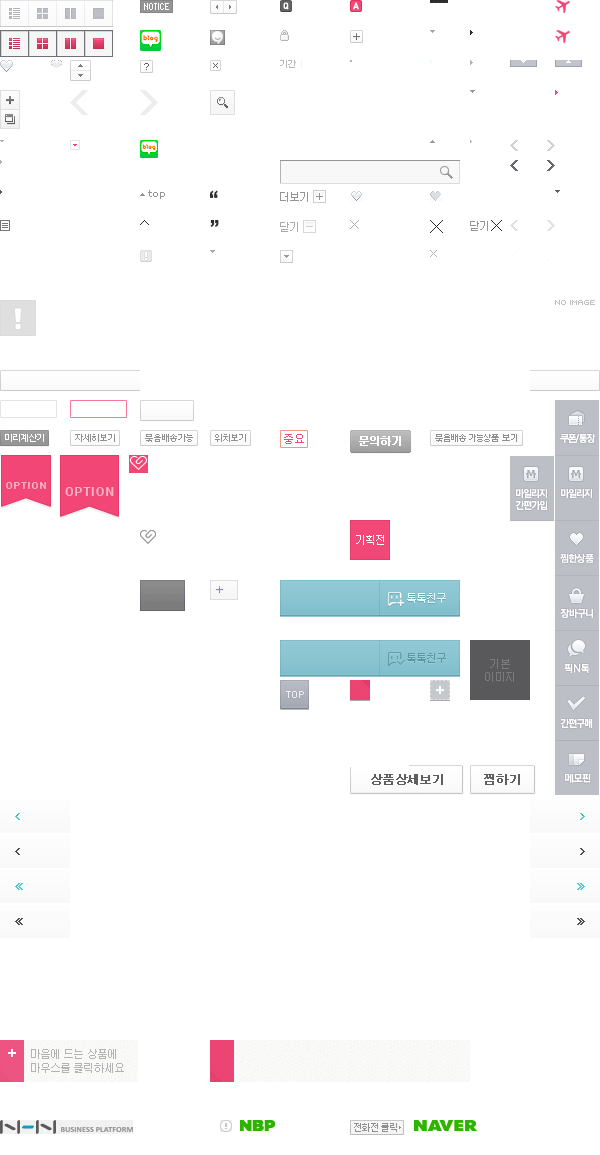 NOTICE
Q
A
blog
?
기간
blog
top
더보기
닫기
닫기
NO IMAGE
미리계산기
자세히보기
묶음배송가능
위치보기
중요
문의하기
묶음배송 가능상품 보기
쿠폰/통장
OPTION
OPTION
마일리지
간편가입
마일리지
기획전
찜한상품
톡톡친구
장바구니
톡톡친구
기본
이미지
픽N톡
TOP
간편구매
상품상세보기
찜하기
메모핀
마음에 드는 상품에
마우스를 클릭하세요
NHN BUSINESS PLATFORM
NBP
전화전 클릭
NAVER